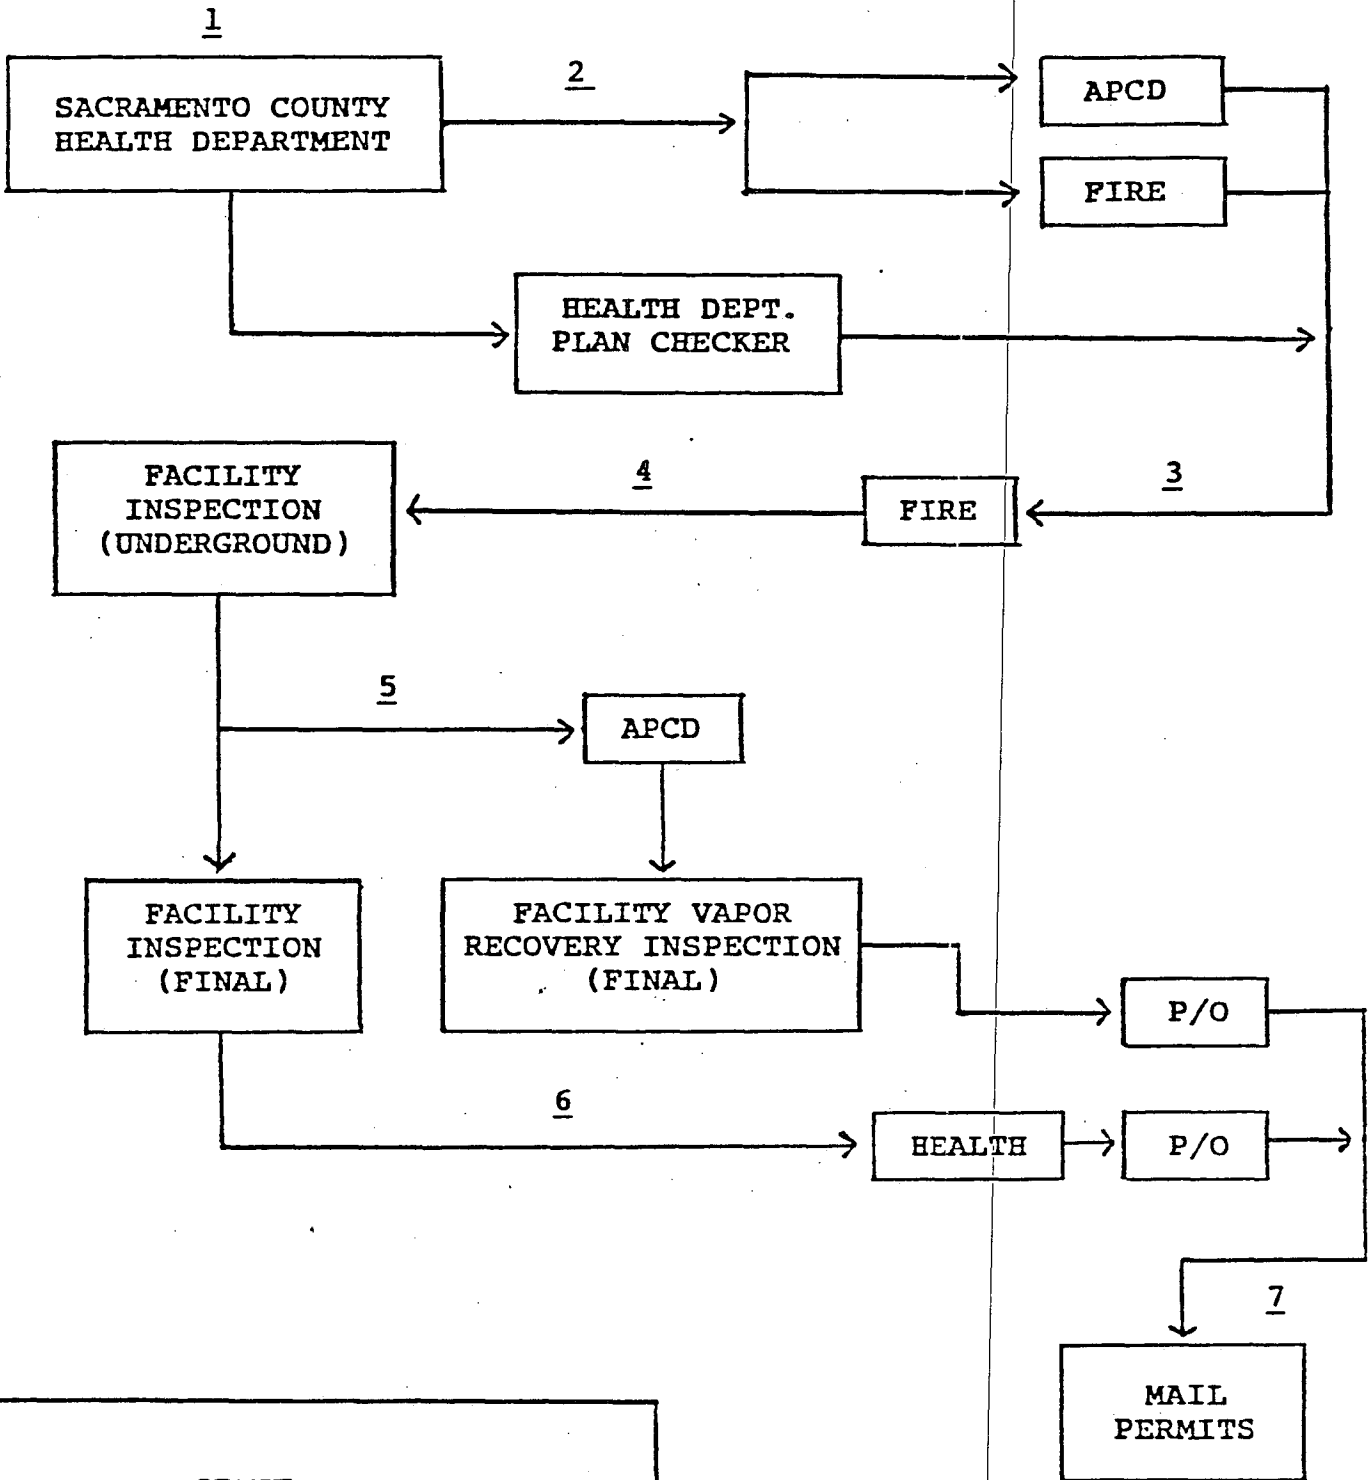 1
SACRAMENTO COUNTY
HEALTH DEPARTMENT
2
APCD
FIRE
HEALTH DEPT.
PLAN CHECKER
3
FIRE
4
FACILITY
INSPECTION
(UNDERGROUND)
5
APCD
FACILITY
INSPECTION
(FINAL)
FACILITY VAPOR
RECOVERY INSPECTION
(FINAL)
P/O
6
HEALTH
P/O
7
MAIL
PERMITS